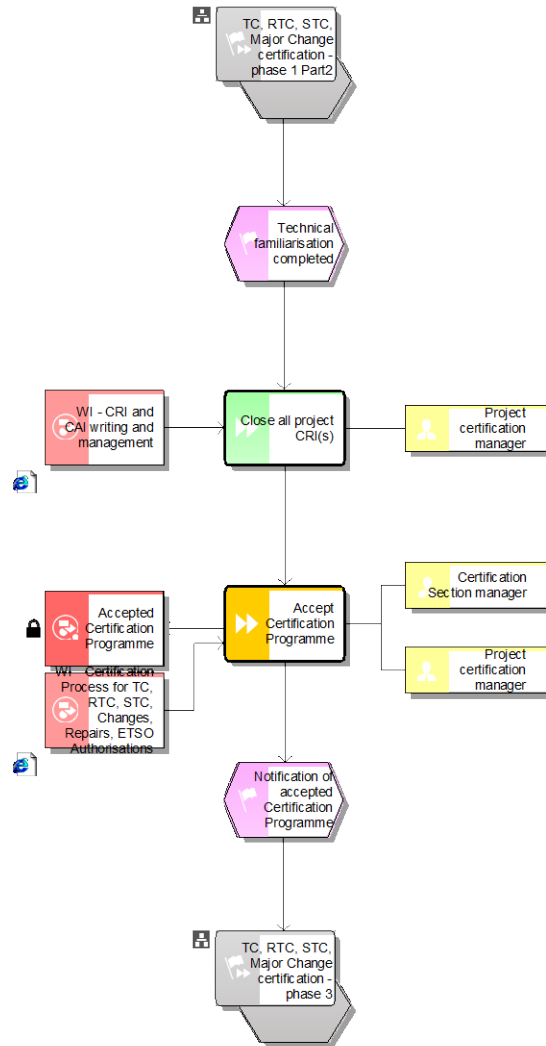 TC, RTC, STC,
Major Change
certification -
phase 1 Part2
Technical
familiarisation
completed
WI - CRI and
CAI writing and
management
Close all project
CRI(s)
Project
certification
manager
Accepted
Certification
Programme
Accept
Certification
Programme
Certification
Section manager
Project
certification
manager
WI - Certification
Process for TC,
RTC, STC,
Changes,
Repairs, ETSO
Authorisations
Notification of
accepted
Certification
Programme
TC, RTC, STC,
Major Change
certification -
phase 3